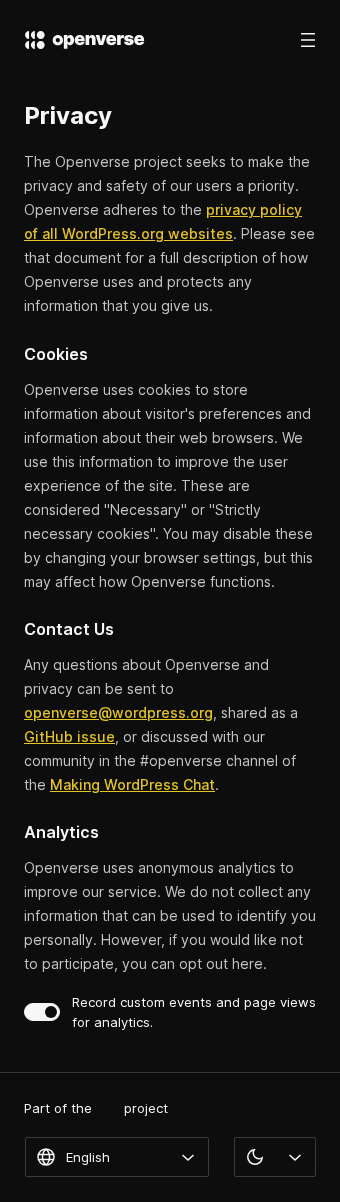 openverse
Privacy
The Openverse project seeks to make the
privacy and safety of our users a priority.
Openverse adheres to the privacy policy
of all WordPress.org websites. Please see
that document for a full description of how
Openverse uses and protects any
information that you give us.
Cookies
Openverse uses cookies to store
information about visitor's preferences and
information about their web browsers. We
use this information to improve the user
experience of the site. These are
considered "Necessary" or "Strictly
necessary cookies". You may disable these
by changing your browser settings, but this
may affect how Openverse functions.
Contact Us
Any questions about Openverse and
privacy can be sent to
openverse@wordpress.org, shared as a
GitHub issue, or discussed with our
community in the #openverse channel of
the Making WordPress Chat.
Analytics
Openverse uses anonymous analytics to
improve our service. We do not collect any
information that can be used to identify you
personally. However, if you would like not
to participate, you can opt out here.
Record custom events and page views
for analytics.
Part of the project
English